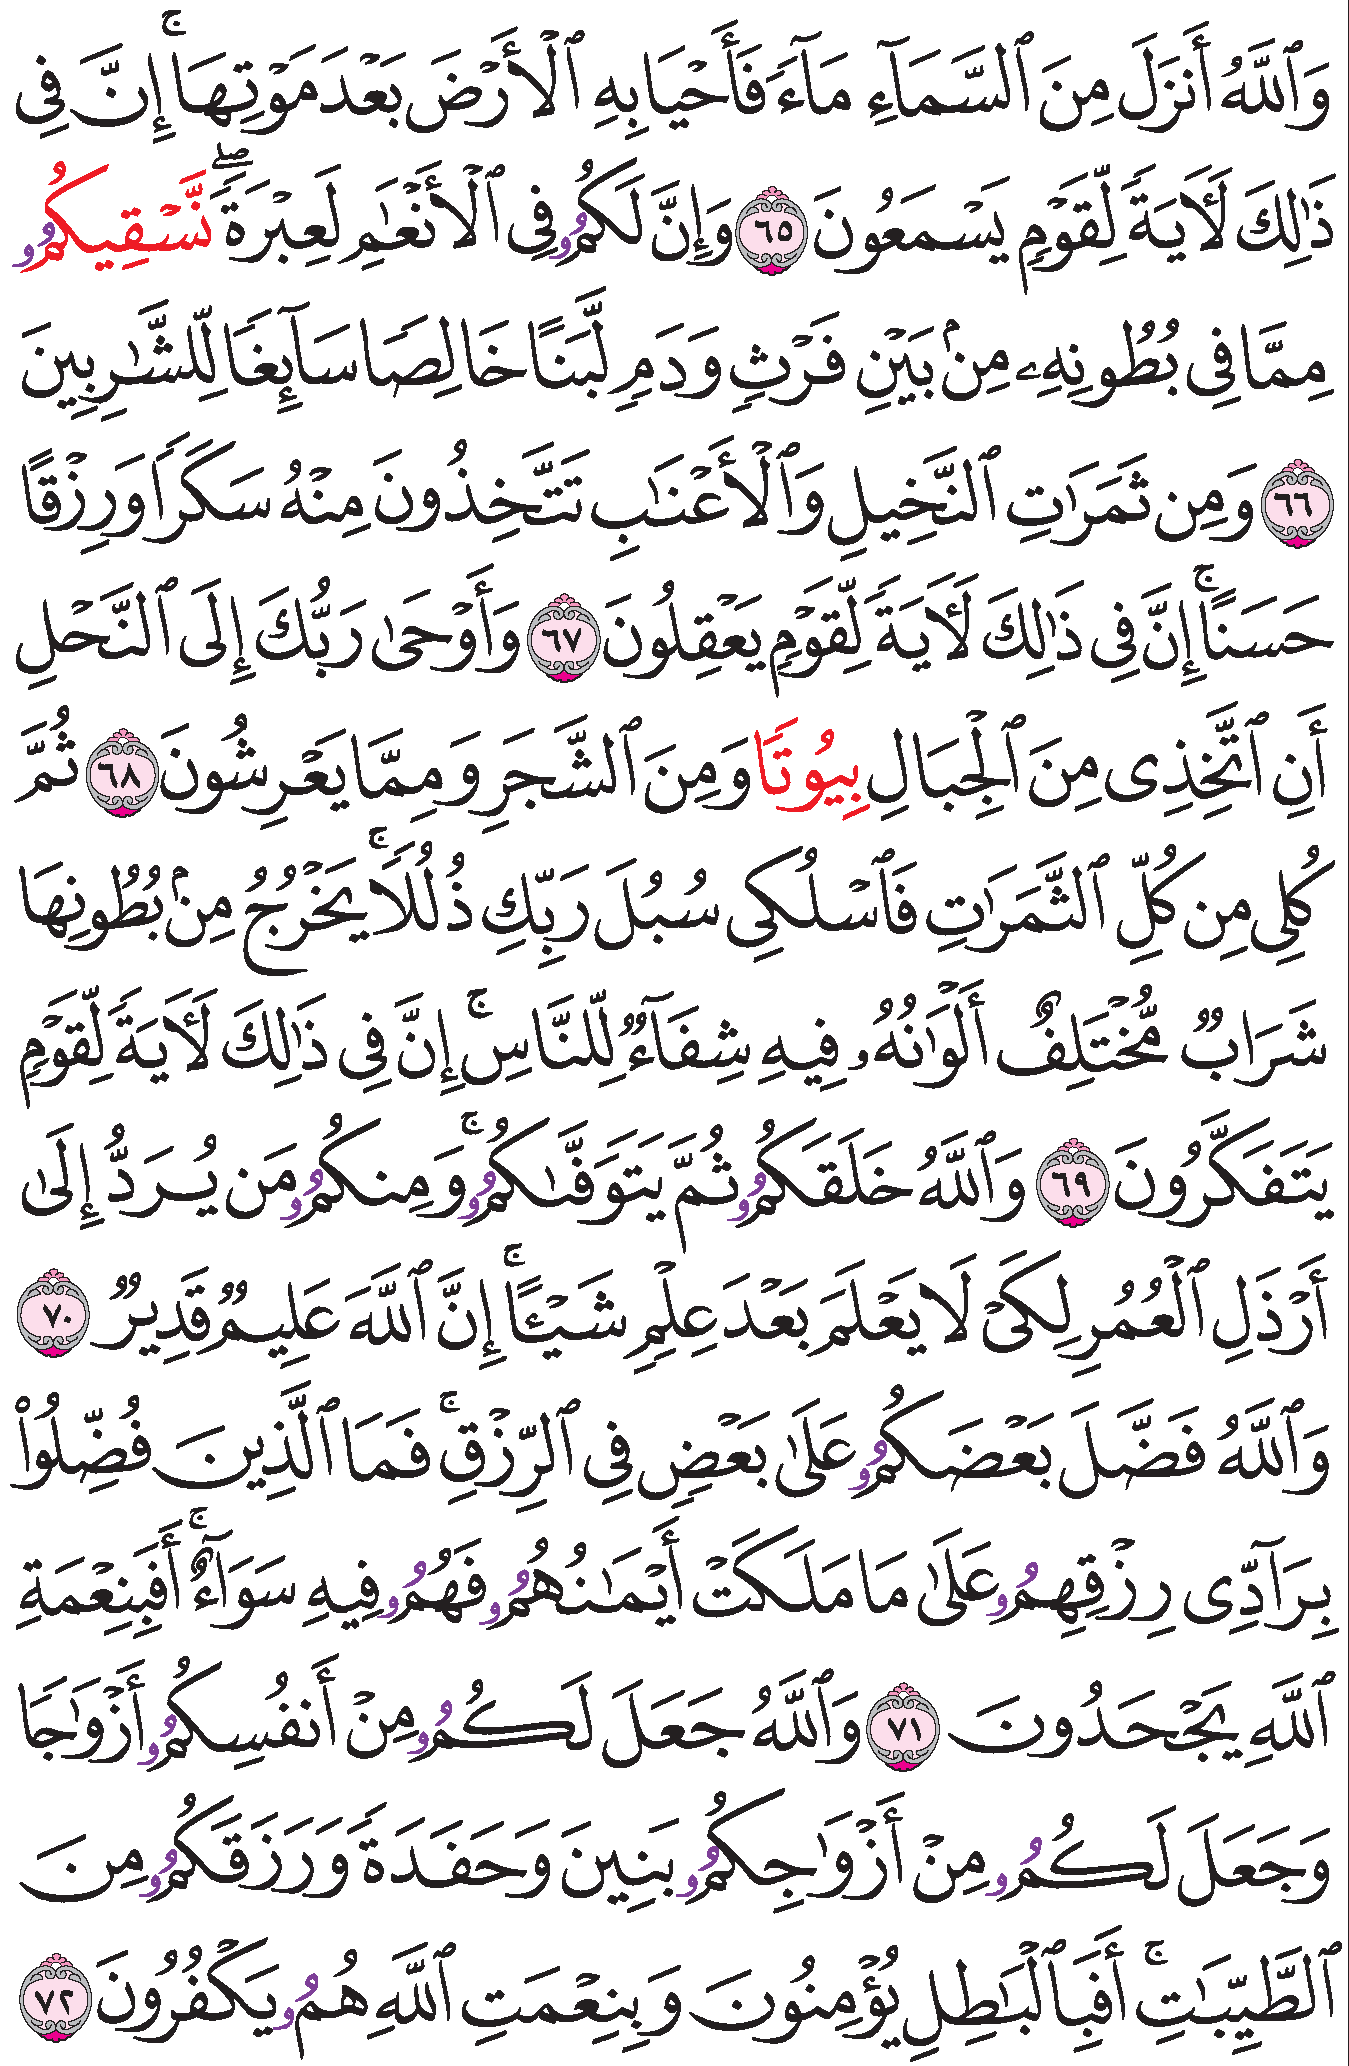 وَٱللَّهُ أَنزَلَ مِنَ ٱلسَّمَآءِ مَآءً فَأَحْيَا بِهِ ٱلْأَرْضَ بَعْدَ مَوْتِهَا ۚ إِنَّ فِى
ذَٰلِكَ لَأٓيَةً لِّقَوْمٍ يَسْمَعُونَ ٦٥ وَإِنَّ لَكُمُۥ فِى ٱلْأَنْعَٰمِ لَعِبْرَةً ۖ نَّسْقِيكُمُۥ
مِمَّا فِى بُطُونِهِۦ مِنۢ بَيْنِ فَرْثٍ وَدَمٍ لَّبَنًا خَالِصًا سَآئِغًا لِّلشَّٰرِبِينَ
٦٦ وَمِن ثَمَرَٰتِ ٱلنَّخِيلِ وَٱلْأَعْنَٰبِ تَتَّخِذُونَ مِنْهُ سَكَرًا وَرِزْقًا
حَسَنًا ۚ إِنَّ فِى ذَٰلِكَ لَأٓيَةً لِّقَوْمٍ يَعْقِلُونَ ٦٧ وَأَوْحَىٰ رَبُّكَ إِلَى ٱلنَّحْلِ
أَنِ ٱتَّخِذِى مِنَ ٱلْجِبَالِ بِيُوتًا وَمِنَ ٱلشَّجَرِ وَمِمَّا يَعْرِشُونَ ٦٨ ثُمَّ
كُلِى مِن كُلِّ ٱلثَّمَرَٰتِ فَٱسْلُكِى سُبُلَ رَبِّكِ ذُلُلًا ۚ يَخْرُجُ مِنۢ بُطُونِهَا
شَرَابٌ مُّخْتَلِفٌ أَلْوَٰنُهُۥ فِيهِ شِفَآءٌ لِّلنَّاسِ ۚ إِنَّ فِى ذَٰلِكَ لَأٓيَةً لِّقَوْمٍ
يَتَفَكَّرُونَ ٦٩ وَٱللَّهُ خَلَقَكُمُۥ ثُمَّ يَتَوَفَّىٰكُمُۥ ۚ وَمِنكُمُۥ مَن يُرَدُّ إِلَىٰ
أَرْذَلِ ٱلْعُمُرِ لِكَىْ لَا يَعْلَمَ بَعْدَ عِلْمٍ شَيْـًٔا ۚ إِنَّ ٱللَّهَ عَلِيمٌ قَدِيرٌ ٧٠
وَٱللَّهُ فَضَّلَ بَعْضَكُمُۥ عَلَىٰ بَعْضٍ فِى ٱلرِّزْقِ ۚ فَمَا ٱلَّذِينَ فُضِّلُوا۟
بِرَآدِّى رِزْقِهِمُۥ عَلَىٰ مَا مَلَكَتْ أَيْمَٰنُهُمُۥ فَهُمُۥ فِيهِ سَوَآءٌ ۚ أَفَبِنِعْمَةِ
ٱللَّهِ يَجْحَدُونَ ٧١ وَٱللَّهُ جَعَلَ لَكُمُۥ مِنْ أَنفُسِكُمُۥ أَزْوَٰجًا
وَجَعَلَ لَكُمُۥ مِنْ أَزْوَٰجِكُمُۥ بَنِينَ وَحَفَدَةً وَرَزَقَكُمُۥ مِنَ
ٱلطَّيِّبَٰتِ ۚ أَفَبِٱلْبَٰطِلِ يُؤْمِنُونَ وَبِنِعْمَتِ ٱللَّهِ هُمُۥ يَكْفُرُونَ ٧٢